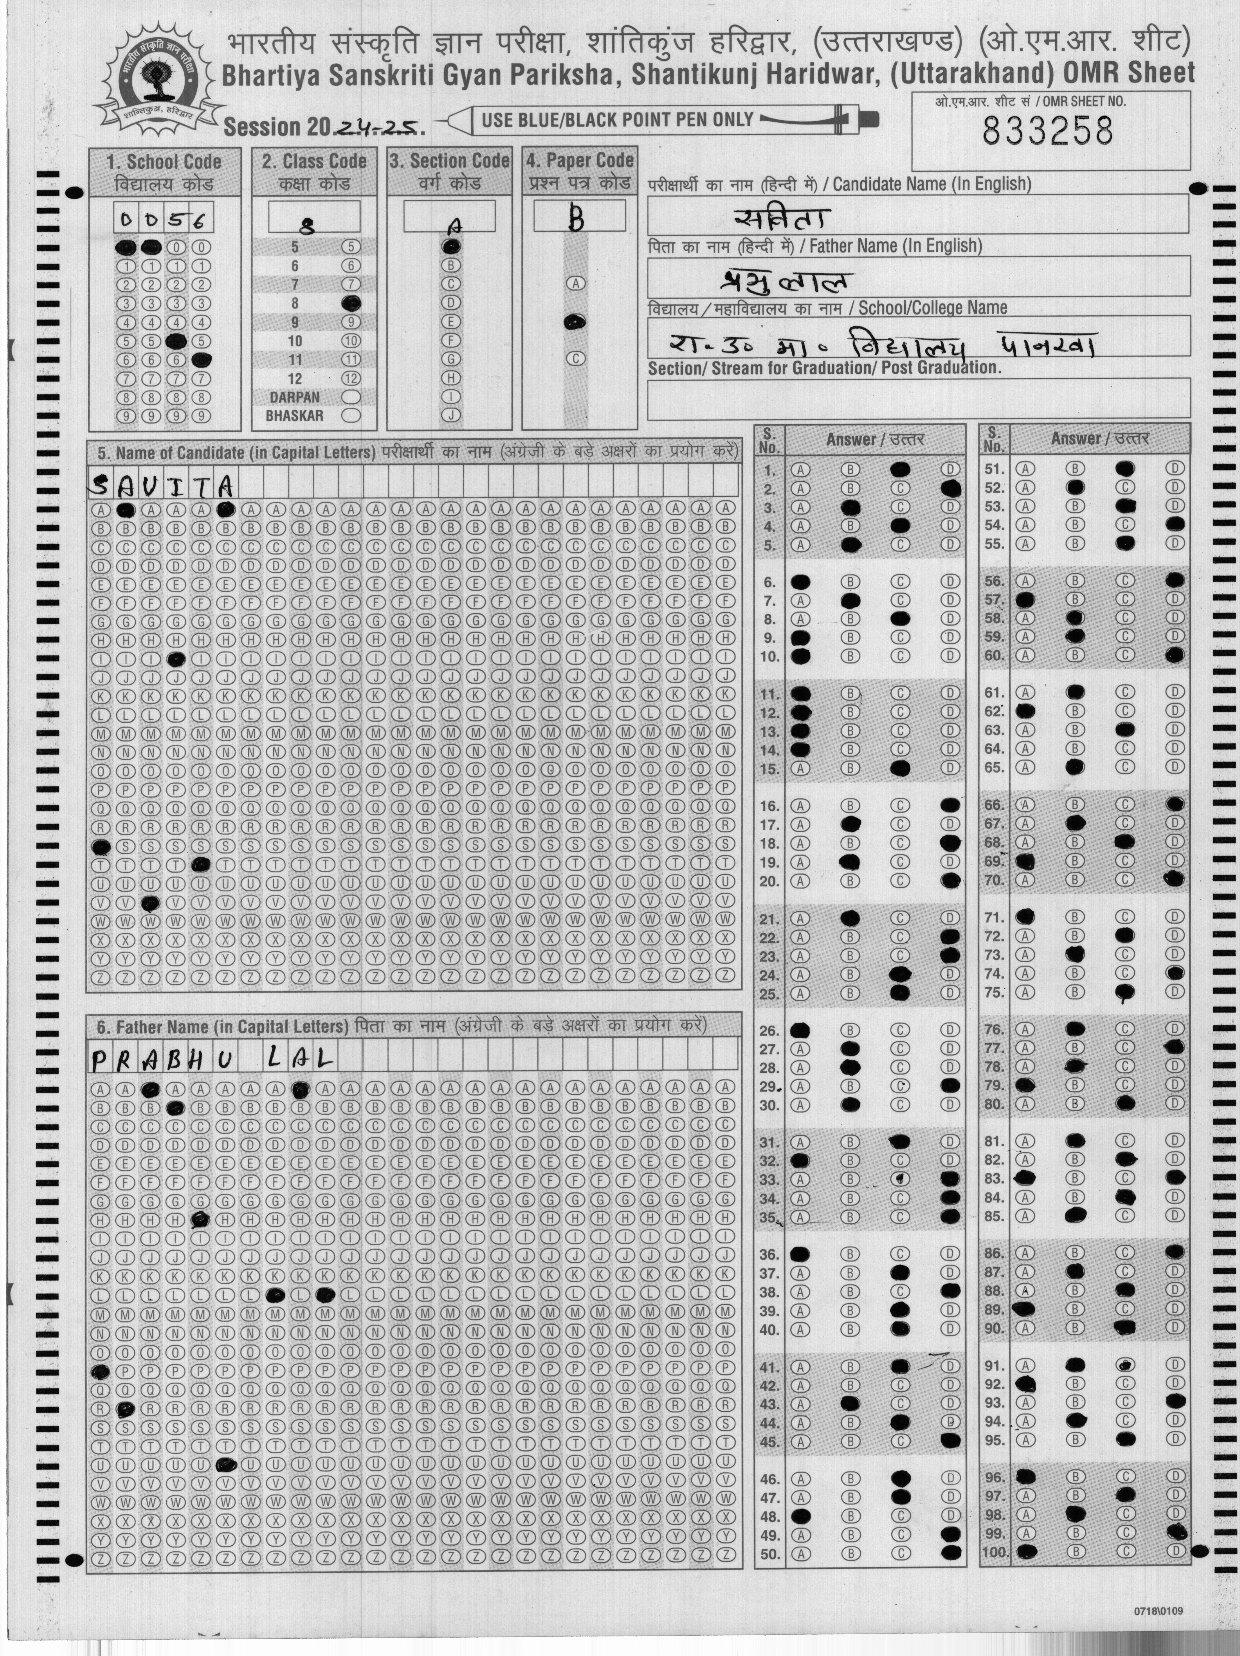 भारतीय संस्कृति ज्ञान परीक्षा, शांतिकुंज हरिद्वार, (उत्तराखण्ड) (ओ.एम.आर. शीट)
Bhartiya Sanskriti Gyan Pariksha, Shantikunj Haridwar, (Uttarakhand) OMR Sheet
Session 2024-25.
USE BLUE/BLACK POINT PEN ONLY
ओ.एम.आर. शीट सं / OMR SHEET NO.
833258
1. School Code
विद्यालय कोड
0 0 5 6
2. Class Code
कक्षा कोड
8
5
6
7
8
9
10
11
12
DARPAN
BHASKAR
3. Section Code
वर्ग कोड
A
4. Paper Code
प्रश्न पत्र कोड
B
परीक्षार्थी का नाम (हिन्दी में) / Candidate Name (In English)
सविता
पिता का नाम (हिन्दी में) / Father Name (In English)
विद्यालय / महाविद्यालय का नाम / School/College Name
रा. उ. मा. विद्यालय पानरवा
Section/ Stream for Graduation/ Post Graduation.
5. Name of Candidate (in Capital Letters) परीक्षार्थी का नाम (अंग्रेजी के बड़े अक्षरों का प्रयोग करें)
SAVITA
6. Father Name (in Capital Letters) पिता का नाम (अंग्रेजी के बड़े अक्षरों का प्रयोग करें)
PRABHU LAL
S. No. Answer / उत्तर
S. No. Answer / उत्तर
0718\0109